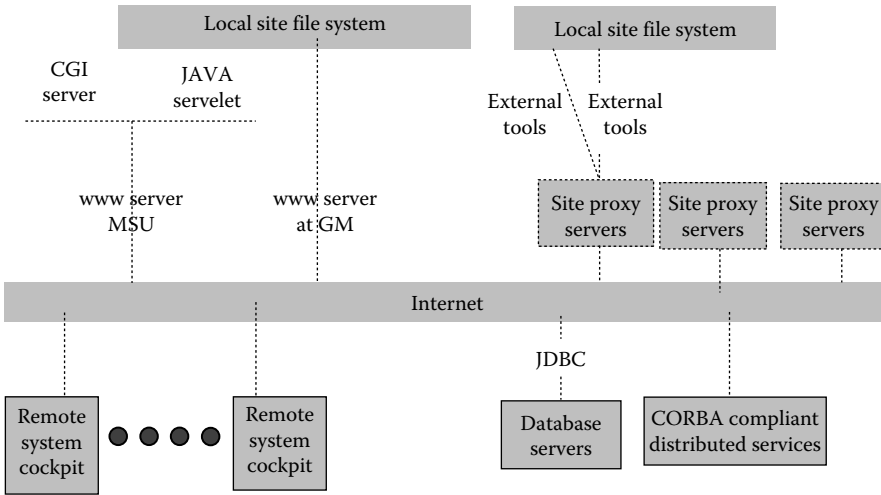 Local site file system
Local site file system
CGI
server
JAVA
servelet
External
tools
External
tools
www server
MSU
www server
at GM
Site proxy
servers
Site proxy
servers
Site proxy
servers
Internet
JDBC
Remote
system
cockpit
Remote
system
cockpit
Database
servers
CORBA compliant
distributed services